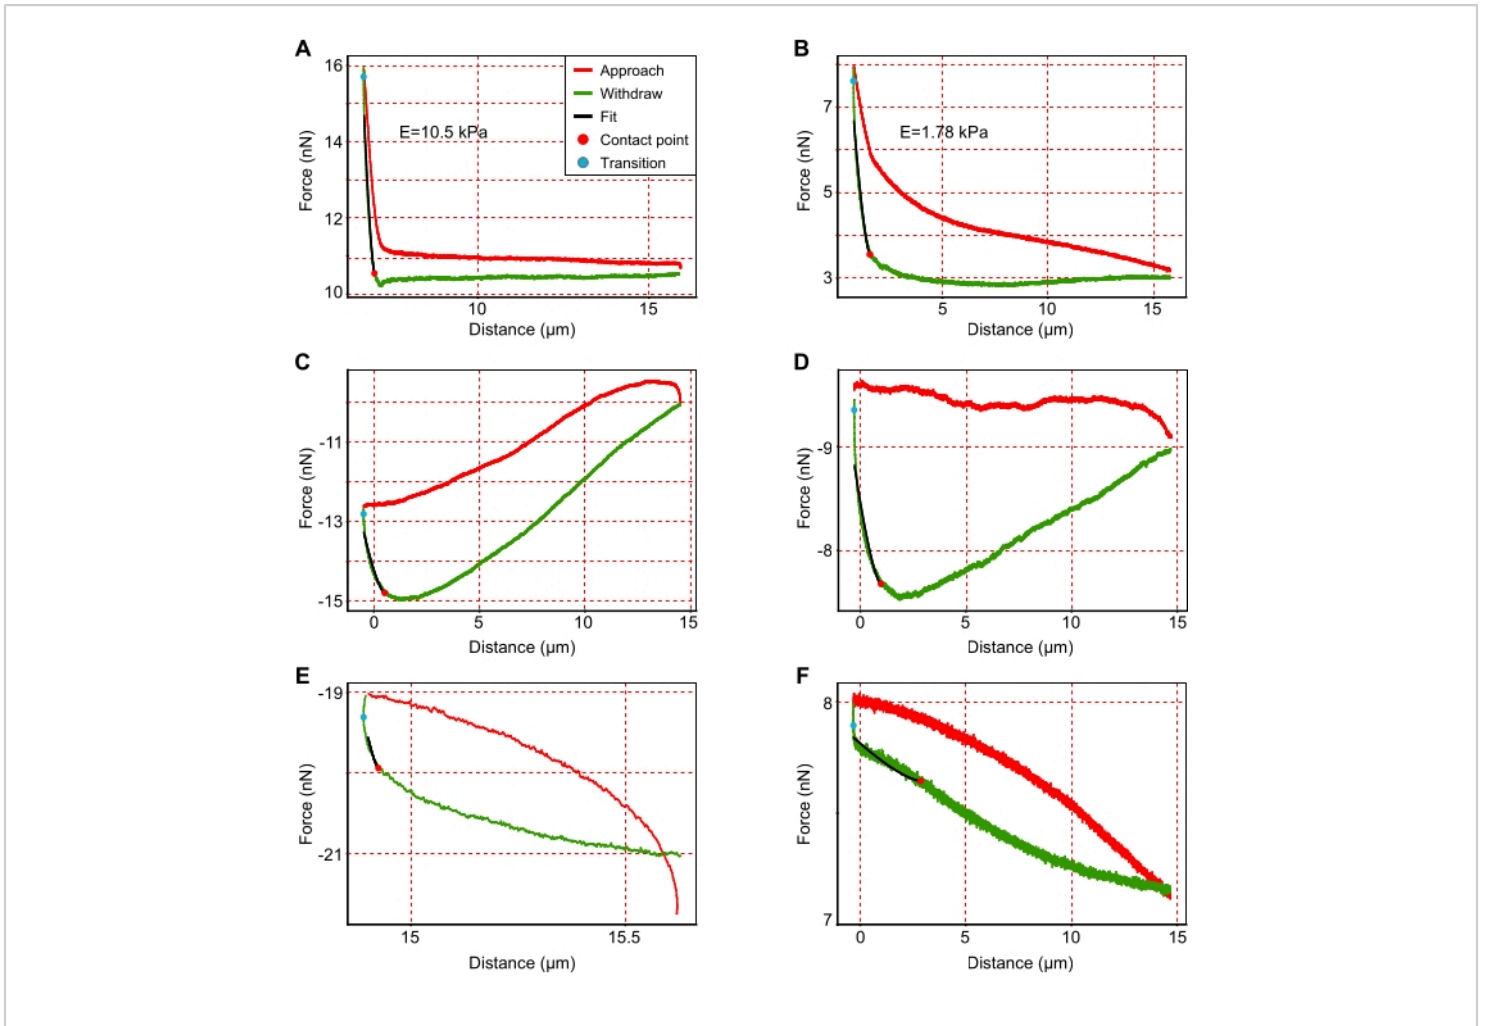 A
Force (nN)
16
14
12
10
E=10.5 kPa
Approach
Withdraw
Fit
Contact point
Transition
10
15
Distance (µm)
B
Force (nN)
7
5
3
E=1.78 kPa
5
10
15
Distance (µm)
C
Force (nN)
-11
-13
-15
0
5
10
15
Distance (µm)
D
Force (nN)
-9
-8
0
5
10
15
Distance (µm)
E
Force (nN)
-19
-21
15
15.5
Distance (µm)
F
Force (nN)
8
7
0
5
10
15
Distance (µm)